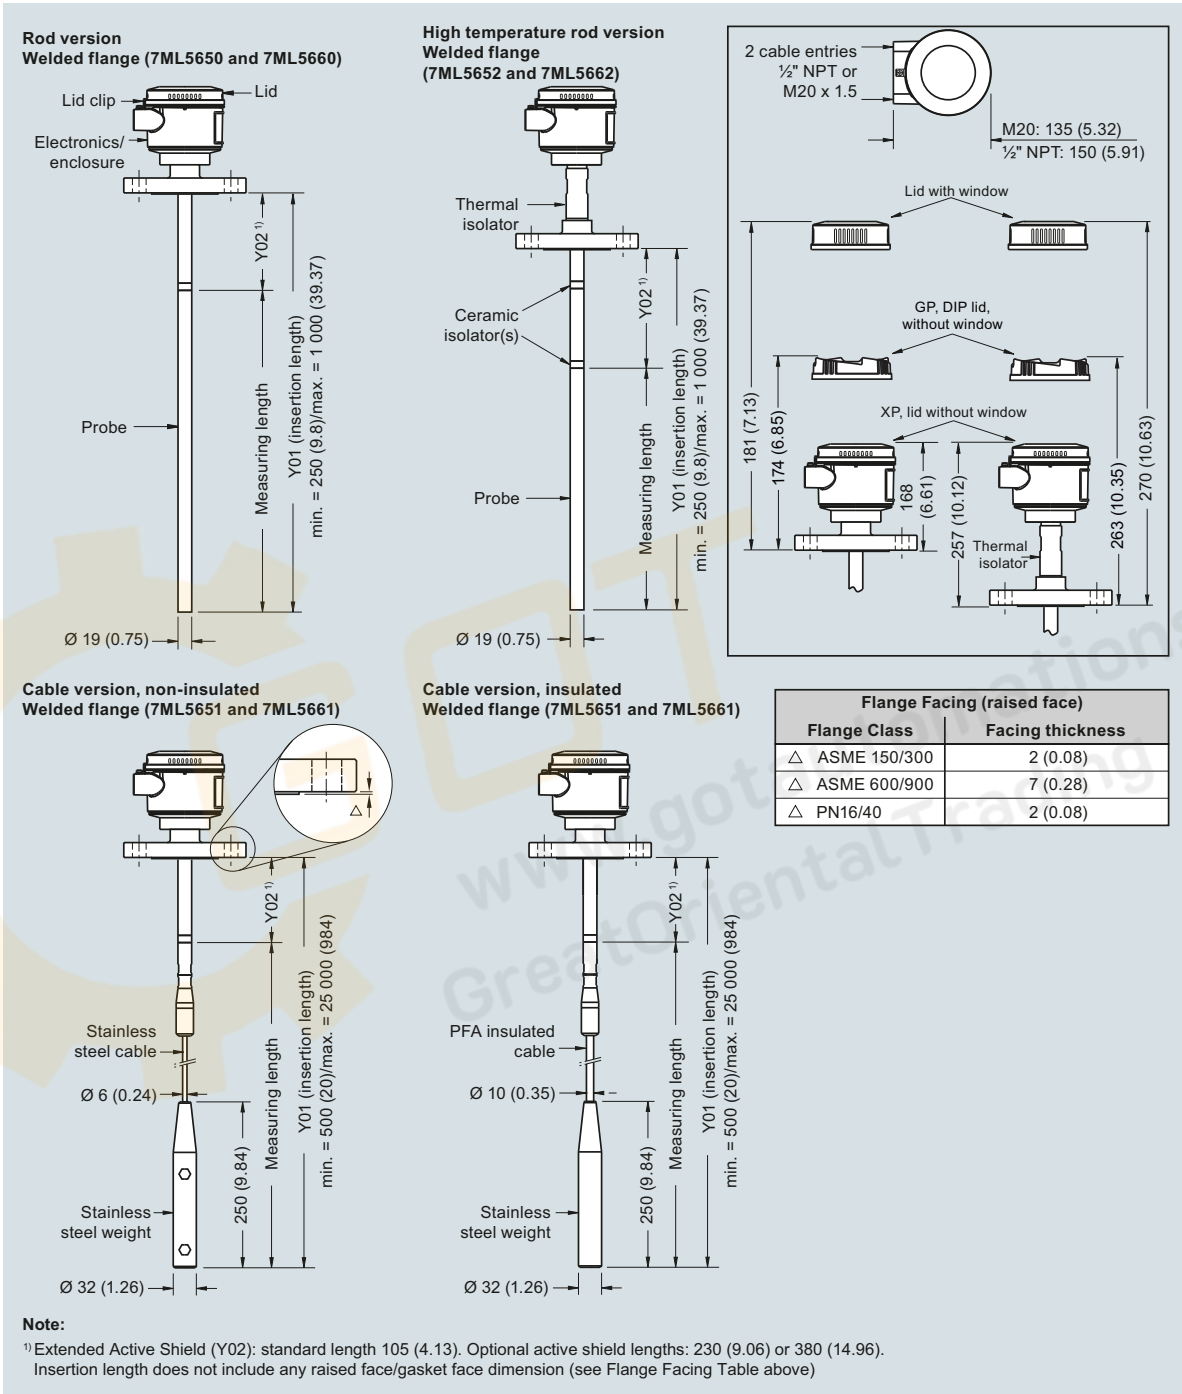 Rod version
Welded flange (7ML5650 and 7ML5660)
Lid clip
Lid
Electronics/
enclosure
Y02 ¹⁾
Measuring length
Y01 (insertion length)
min. = 250 (9.8)/max. = 1 000 (39.37)
Probe
Ø 19 (0.75)
High temperature rod version
Welded flange
(7ML5652 and 7ML5662)
Thermal
isolator
Ceramic
isolator(s)
Y02 ¹⁾
Measuring length
Y01 (insertion length)
min. = 250 (9.8)/max. = 1 000 (39.37)
Probe
Ø 19 (0.75)
2 cable entries
½" NPT or
M20 x 1.5
M20: 135 (5.32)
½" NPT: 150 (5.91)
Lid with window
GP, DIP lid,
without window
XP, lid without window
181 (7.13)
174 (6.85)
168
(6.61)
257 (10.12)
Thermal
isolator
263 (10.35)
270 (10.63)
Cable version, non-insulated
Welded flange (7ML5651 and 7ML5661)
△
Y02 ¹⁾
Measuring length
Y01 (insertion length)
min. = 500 (20)/max. = 25 000 (984)
Stainless
steel cable
Ø 6 (0.24)
250 (9.84)
Stainless
steel weight
Ø 32 (1.26)
Cable version, insulated
Welded flange (7ML5651 and 7ML5661)
Y02 ¹⁾
Measuring length
Y01 (insertion length)
min. = 500 (20)/max. = 25 000 (984)
PFA insulated
cable
Ø 10 (0.35)
250 (9.84)
Stainless
steel weight
Ø 32 (1.26)
Flange Facing (raised face)
Flange Class Facing thickness
△ ASME 150/300 2 (0.08)
△ ASME 600/900 7 (0.28)
△ PN16/40 2 (0.08)
GOT
www.gotautomations
GreatOriental Trading
Note:
¹⁾ Extended Active Shield (Y02): standard length 105 (4.13). Optional active shield lengths: 230 (9.06) or 380 (14.96).
Insertion length does not include any raised face/gasket face dimension (see Flange Facing Table above)